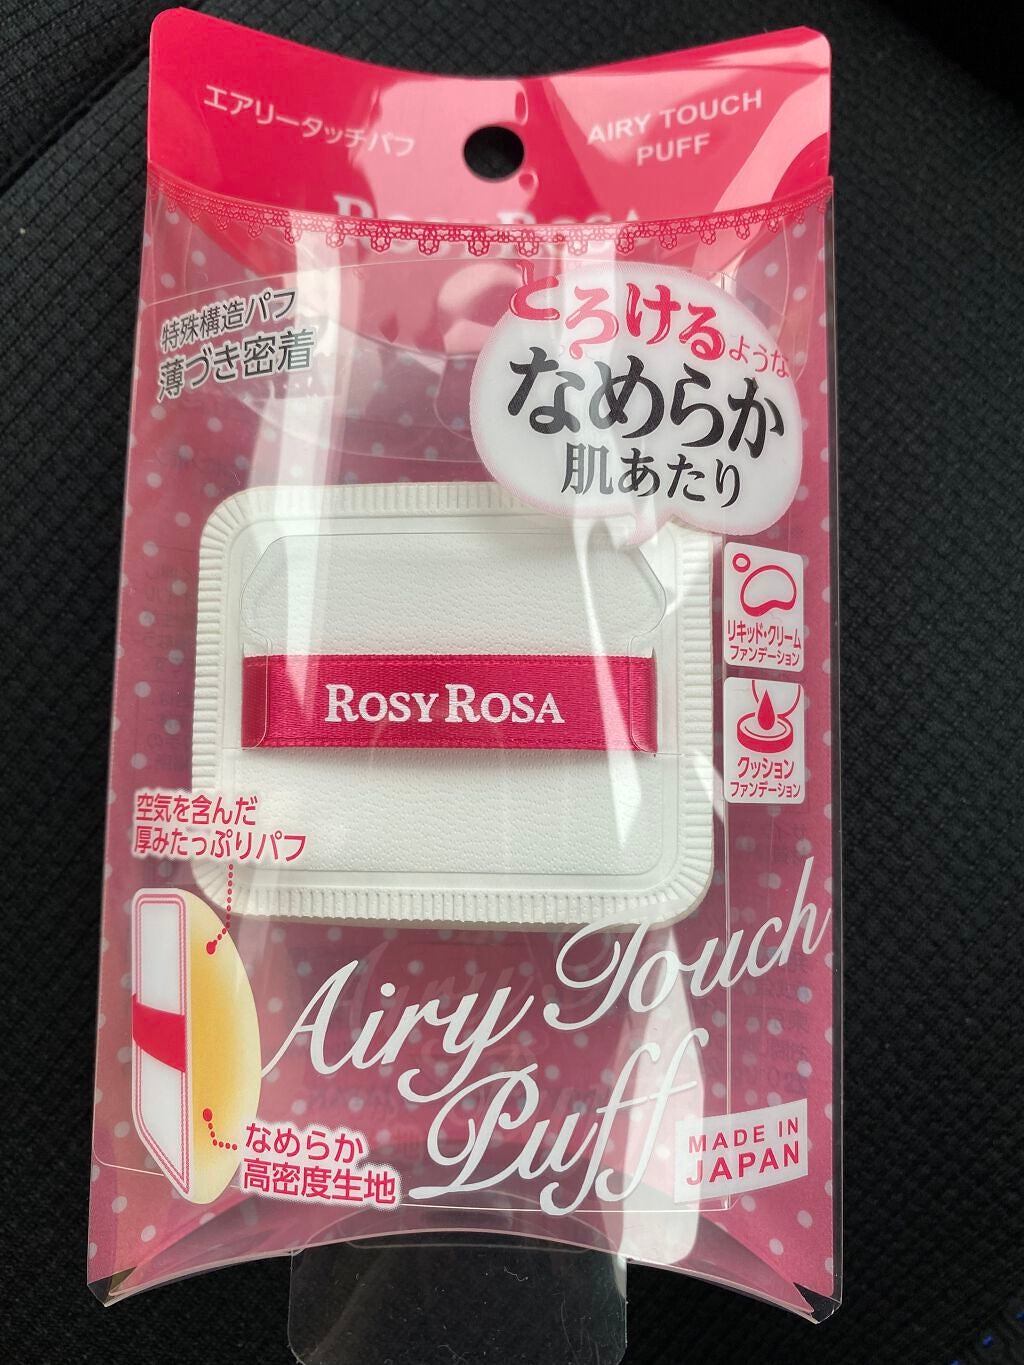 エアリータッチパフ
AIRY TOUCH
PUFF
ROSY ROSA
特殊構造パフ
薄づき密着
とろけるような
なめらか
肌あたり
リキッド・クリーム
ファンデーション
クッション
ファンデーション
ROSY ROSA
空気を含んだ
厚みたっぷりパフ
Airy Touch
Puff
なめらか
高密度生地
MADE IN
JAPAN